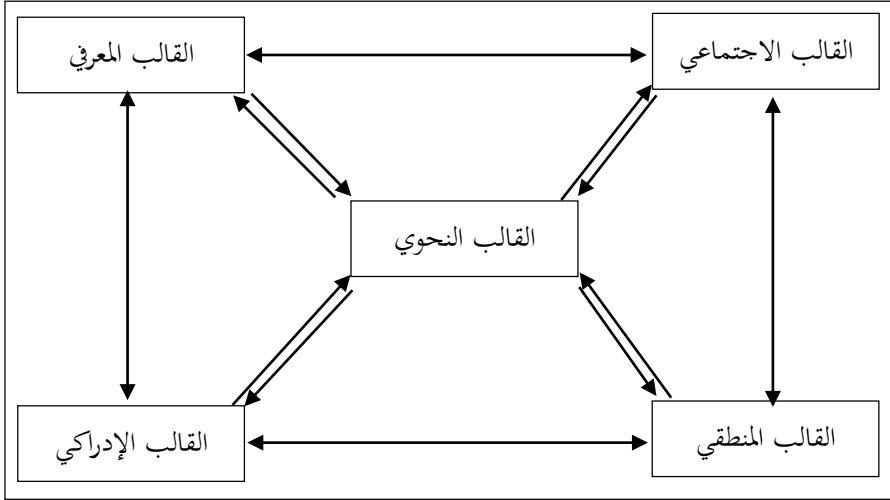 القالب الاجتماعي
القالب المعرفي
القالب النحوي
القالب المنطقي
القالب الإدراكي